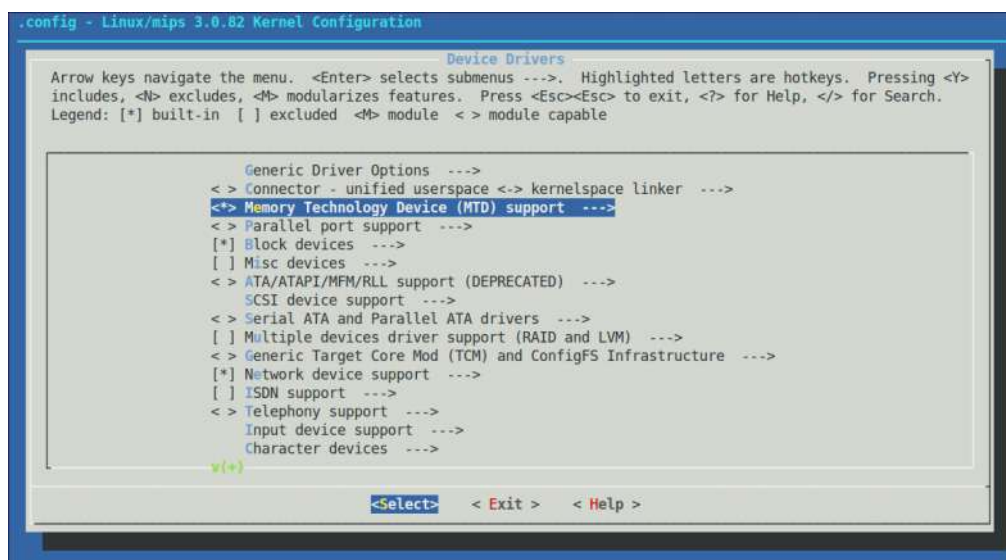 .config - Linux/mips 3.0.82 Kernel Configuration
Device Drivers
Arrow keys navigate the menu.  <Enter> selects submenus --->.  Highlighted letters are hotkeys.  Pressing <Y>
includes, <N> excludes, <M> modularizes features.  Press <Esc><Esc> to exit, <?> for Help, </> for Search.
Legend: [*] built-in  [ ] excluded  <M> module  < > module capable
Generic Driver Options  --->
< > Connector - unified userspace <-> kernelspace linker  --->
<*> Memory Technology Device (MTD) support  --->
< > Parallel port support  --->
[*] Block devices  --->
[ ] Misc devices  --->
< > ATA/ATAPI/MFM/RLL support (DEPRECATED)  --->
SCSI device support  --->
< > Serial ATA and Parallel ATA drivers  --->
[ ] Multiple devices driver support (RAID and LVM)  --->
< > Generic Target Core Mod (TCM) and ConfigFS Infrastructure  --->
[*] Network device support  --->
[ ] ISDN support  --->
< > Telephony support  --->
Input device support  --->
Character devices  --->
v(+)
<Select>    < Exit >    < Help >